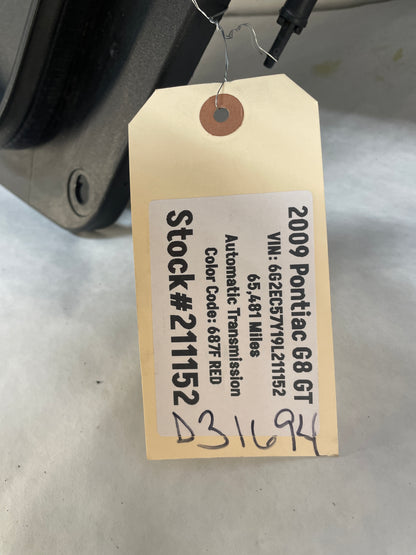 2009 Pontiac G8 GT
VIN: 6G2EC57Y19L211152
65,481 Miles
Automatic Transmission
Color Code: 687F RED
Stock#211152
D31694